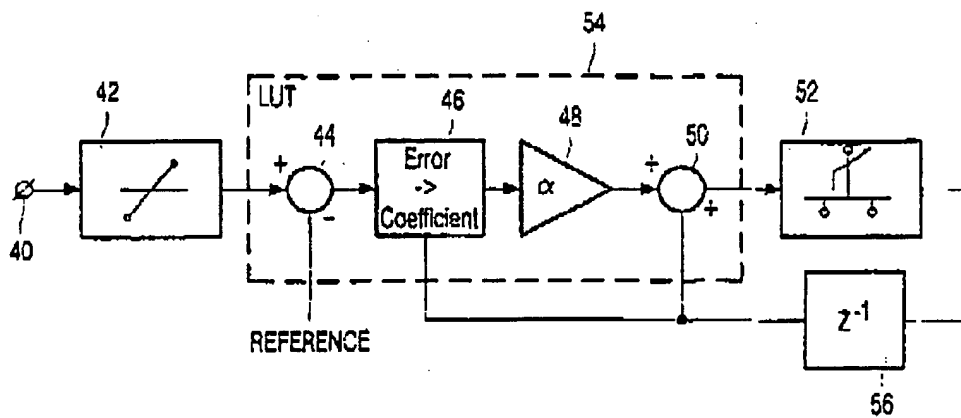 54
42
LUT
44
46
48
50
52
+
Error
->
Coefficient
α
+
+
-
40
REFERENCE
z-1
56